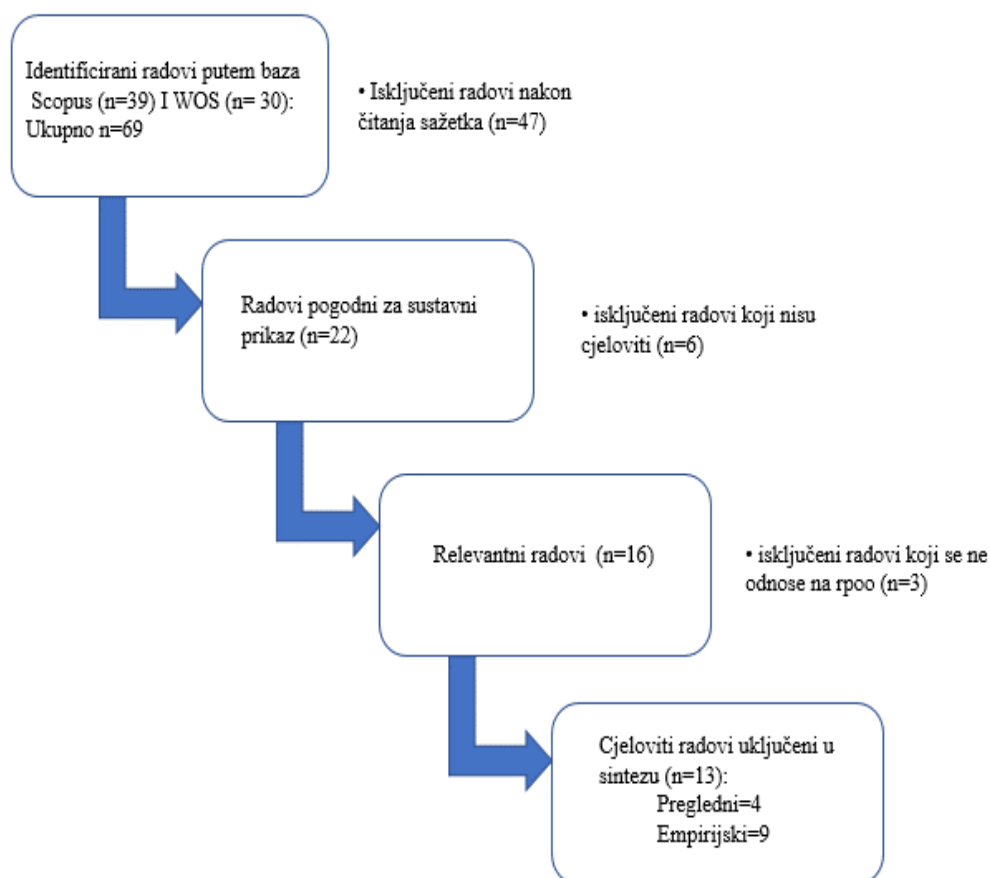 Identificirani radovi putem baza
Scopus (n=39) I WOS (n= 30):
Ukupno n=69
• Isključeni radovi nakon
čitanja sažetka (n=47)
Radovi pogodni za sustavni
prikaz (n=22)
• isključeni radovi koji nisu
cjeloviti (n=6)
Relevantni radovi (n=16)
• isključeni radovi koji se ne
odnose na rpoo (n=3)
Cjeloviti radovi uključeni u
sintezu (n=13):
Pregledni=4
Empirijski=9